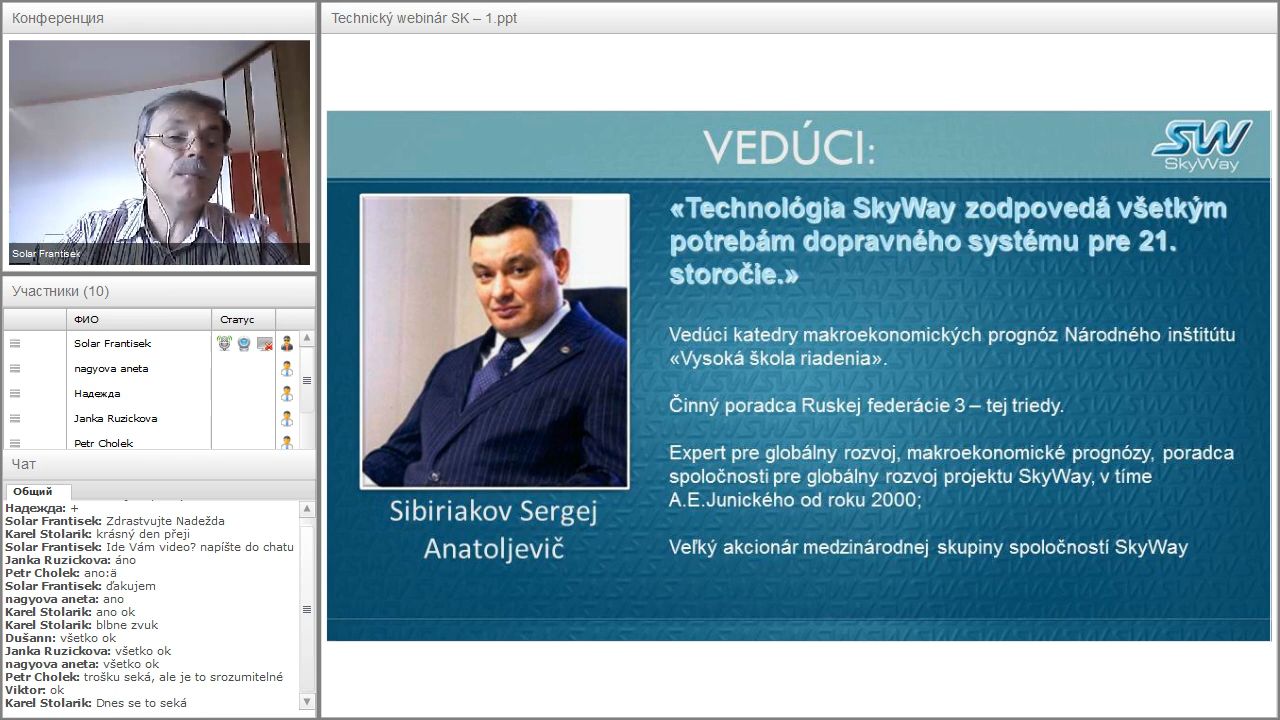 Конференция
Solar Frantisek
Участники (10)
ФИО
Статус
Solar Frantisek
nagyova aneta
Надежда
Janka Ruzickova
Petr Cholek
Чат
Общий
Надежда: +
Solar Frantisek: Zdrastvujte Nadežda
Karel Stolarik: krásný den přeji
Solar Frantisek: Ide Vám video? napíšte do chatu
Janka Ruzickova: áno
Petr Cholek: ano:ä
Solar Frantisek: ďakujem
nagyova aneta: ano
Karel Stolarik: ano ok
Karel Stolarik: blbne zvuk
Dušann: všetko ok
Janka Ruzickova: všetko ok
nagyova aneta: všetko ok
Petr Cholek: trošku seká, ale je to srozumitelné
Viktor: ok
Karel Stolarik: Dnes se to seká
Technický webinár SK – 1.ppt
VEDÚCI:
SW
SkyWay
«Technológia SkyWay zodpovedá všetkým
potrebám dopravného systému pre 21.
storočie.»
Vedúci katedry makroekonomických prognóz Národného inštitútu
«Vysoká škola riadenia».
Činný poradca Ruskej federácie 3 – tej triedy.
Expert pre globálny rozvoj, makroekonomické prognózy, poradca
spoločnosti pre globálny rozvoj projektu SkyWay, v tíme
A.E.Junického od roku 2000;
Veľký akcionár medzinárodnej skupiny spoločností SkyWay
Sibiriakov Sergej
Anatoljevič